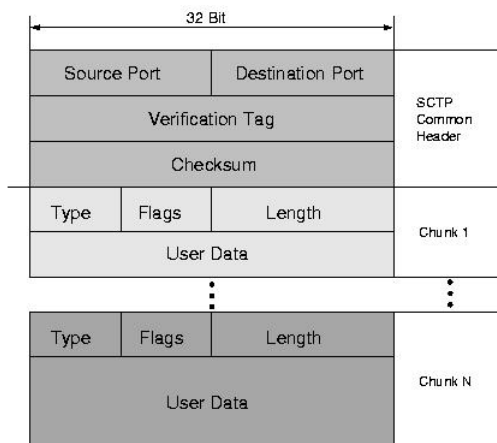 32 Bit
Source Port
Destination Port
Verification Tag
Checksum
SCTP
Common
Header
Type
Flags
Length
User Data
Chunk 1
Type
Flags
Length
User Data
Chunk N